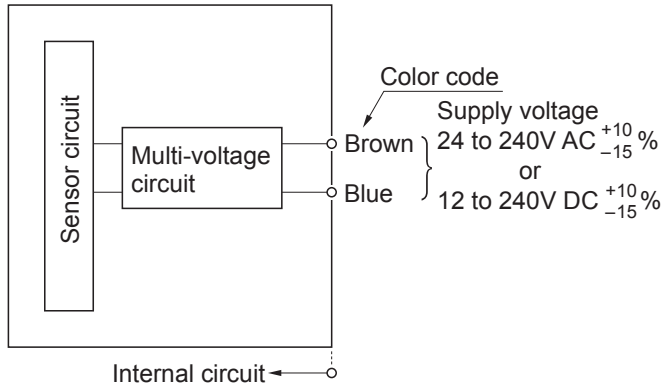 Sensor circuit
Multi-voltage
circuit
Color code
Brown
Blue
Supply voltage
24 to 240V AC +10 −15 %
or
12 to 240V DC +10 −15 %
Internal circuit